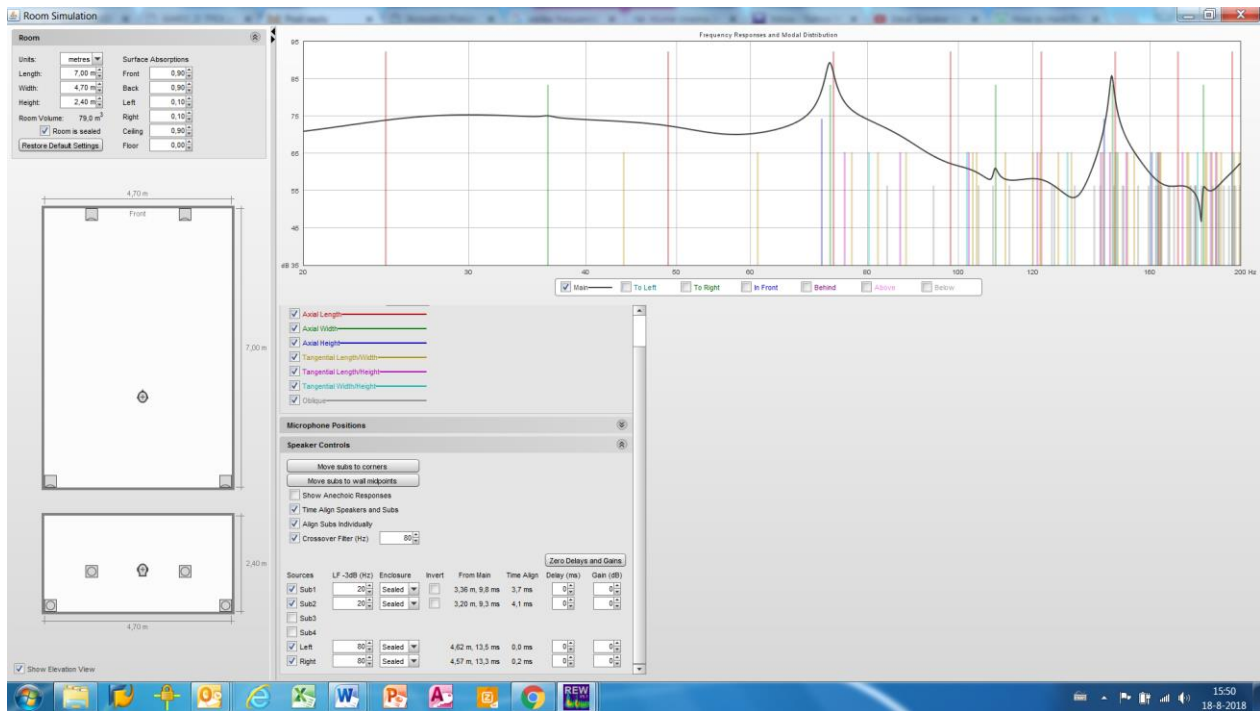 Room Simulation
Room
Units: metres Surface Absorptions
Length: 7,00 m Front 0,90
Width: 4,70 m Back 0,90
Height: 2,40 m Left 0,10
Room Volume: 79,0 m3 Right 0,10
Room is sealed Ceiling 0,90
Restore Default Settings Floor 0,00
4,70 m
Front
7,00 m
2,40 m
4,70 m
Show Elevation View
Frequency Responses and Modal Distribution
95
85
75
65
55
45
dB 35
20 30 40 50 60 80 100 120 160 200 Hz
Main To Left To Right In Front Behind Above Below
Axial Length
Axial Width
Axial Height
Tangential Length/Width
Tangential Length/Height
Tangential Width/Height
Oblique
Microphone Positions
Speaker Controls
Move subs to corners
Move subs to wall midpoints
Show Anechoic Responses
Time Align Speakers and Subs
Align Subs Individually
Crossover Filter (Hz) 80
Zero Delays and Gains
Sources LF -3dB (Hz) Enclosure Invert From Main Time Align Delay (ms) Gain (dB)
Sub1 20 Sealed 3,36 m, 9,8 ms 3,7 ms 0 0
Sub2 20 Sealed 3,20 m, 9,3 ms 4,1 ms 0 0
Sub3
Sub4
Left 80 Sealed 4,62 m, 13,5 ms 0,0 ms 0 0
Right 80 Sealed 4,57 m, 13,3 ms 0,2 ms 0 0
REW
15:50
18-8-2018